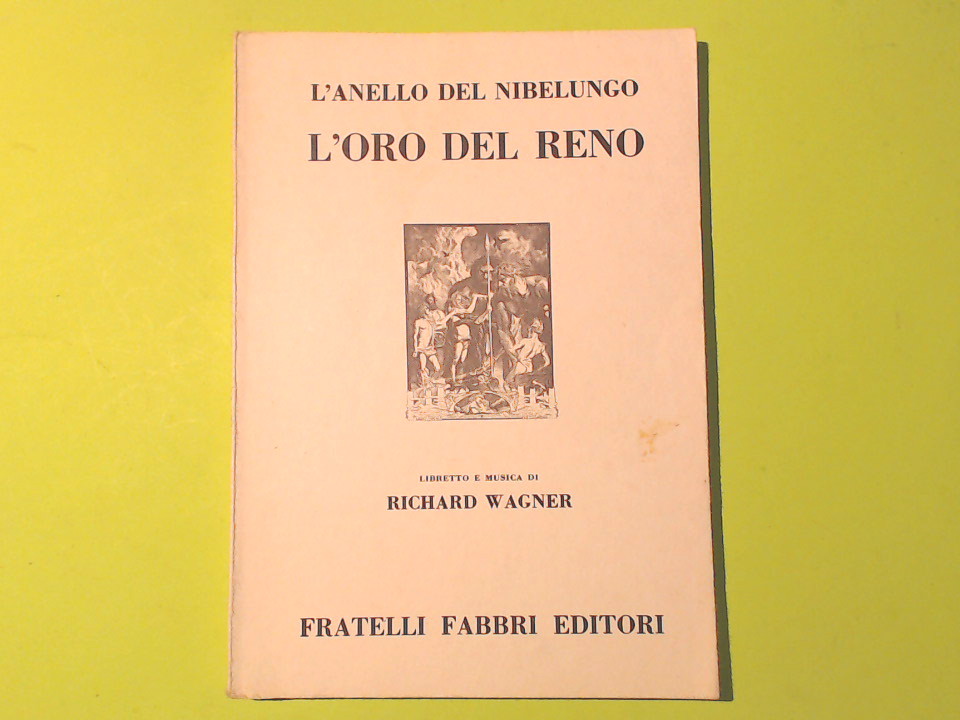 L'ANELLO DEL NIBELUNGO
L'ORO DEL RENO
LIBRETTO E MUSICA DI
RICHARD WAGNER
FRATELLI FABBRI EDITORI